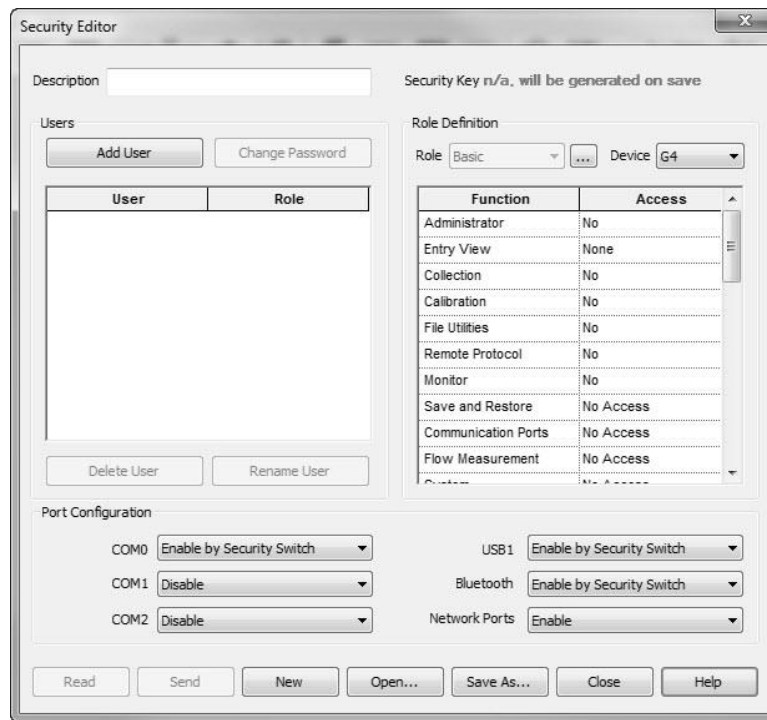 Security Editor
Description
Security Key n/a, will be generated on save
Users
Add User
Change Password
User
Role
Delete User
Rename User
Role Definition
Role Basic ... Device G4
Function Access
Administrator No
Entry View None
Collection No
Calibration No
File Utilities No
Remote Protocol No
Monitor No
Save and Restore No Access
Communication Ports No Access
Flow Measurement No Access
Port Configuration
COM0 Enable by Security Switch
COM1 Disable
COM2 Disable
USB1 Enable by Security Switch
Bluetooth Enable by Security Switch
Network Ports Enable
Read
Send
New
Open...
Save As...
Close
Help